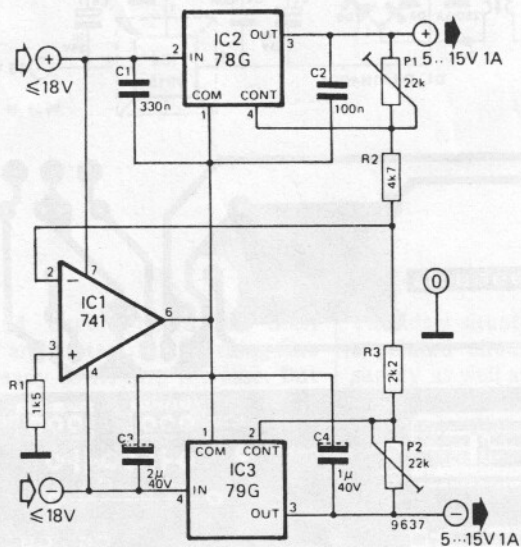 +
≤18V
2
IN
IC2
78G
OUT
3
COM
CONT
1
4
C1
330n
C2
100n
+
5...15V 1A
P1
22k
R2
4k7
2
−
7
IC1
741
6
3
+
4
R1
1k5
0
R3
2k2
C3
2μ
40V
1
COM
2
CONT
IC3
79G
4
IN
OUT
3
C4
1μ
40V
P2
22k
−
≤18V
9637
−
5...15V 1A